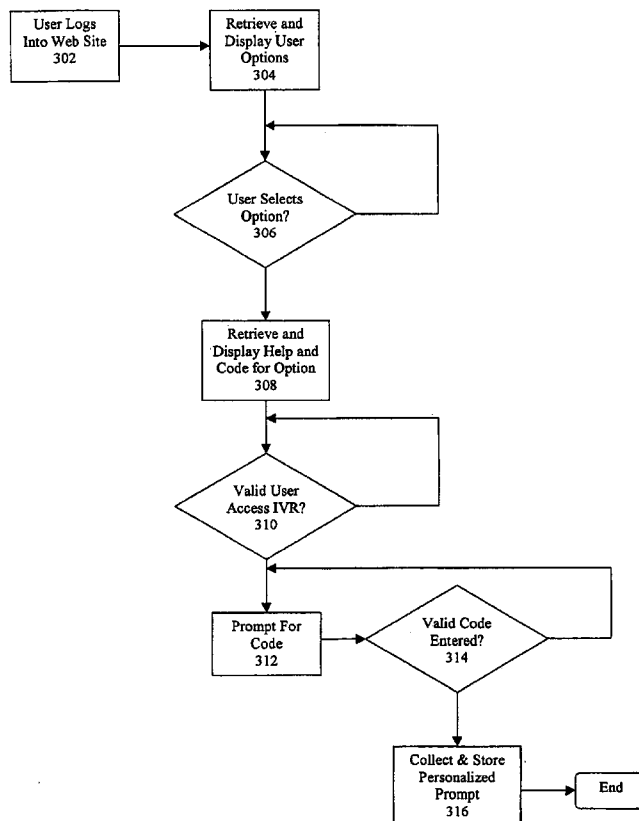 User Logs
Into Web Site
302
Retrieve and
Display User
Options
304
User Selects
Option?
306
Retrieve and
Display Help and
Code for Option
308
Valid User
Access IVR?
310
Prompt For
Code
312
Valid Code
Entered?
314
Collect & Store
Personalized
Prompt
316
End